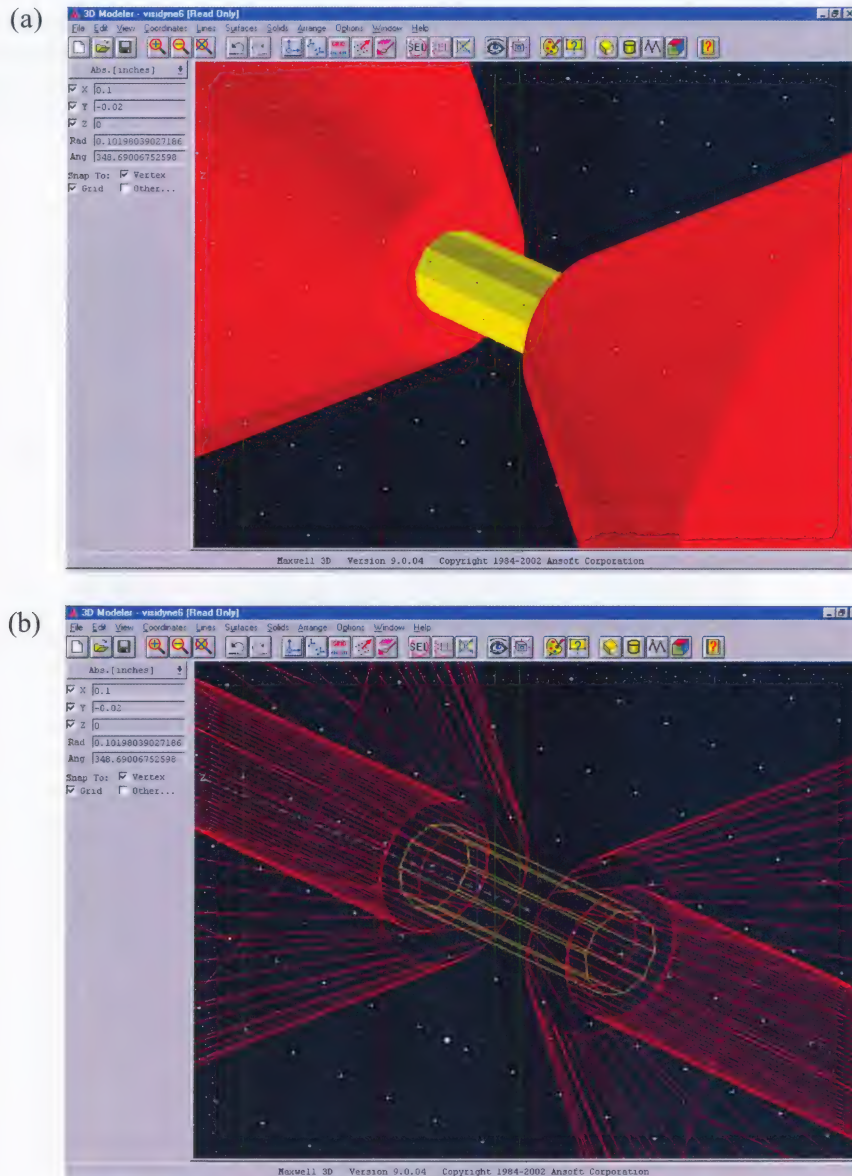 (a)
3D Modeler - visidyne6 [Read Only]
File Edit View Coordinates Lines Surfaces Solids Arrange Options Window Help
Abs.[inches]
X 0.1
Y -0.02
Z 0
Rad 0.10198039027186
Ang 348.69006752598
Snap To: Vertex
Grid Other...
Z
Maxwell 3D Version 9.0.04 Copyright 1984-2002 Ansoft Corporation
(b)
3D Modeler - visidyne6 [Read Only]
File Edit View Coordinates Lines Surfaces Solids Arrange Options Window Help
SEL
Abs.[inches]
X 0.1
Y -0.02
Z 0
Rad 0.10198039027186
Ang 348.69006752598
Snap To: Vertex
Grid Other...
Z
Maxwell 3D Version 9.0.04 Copyright 1984-2002 Ansoft Corporation